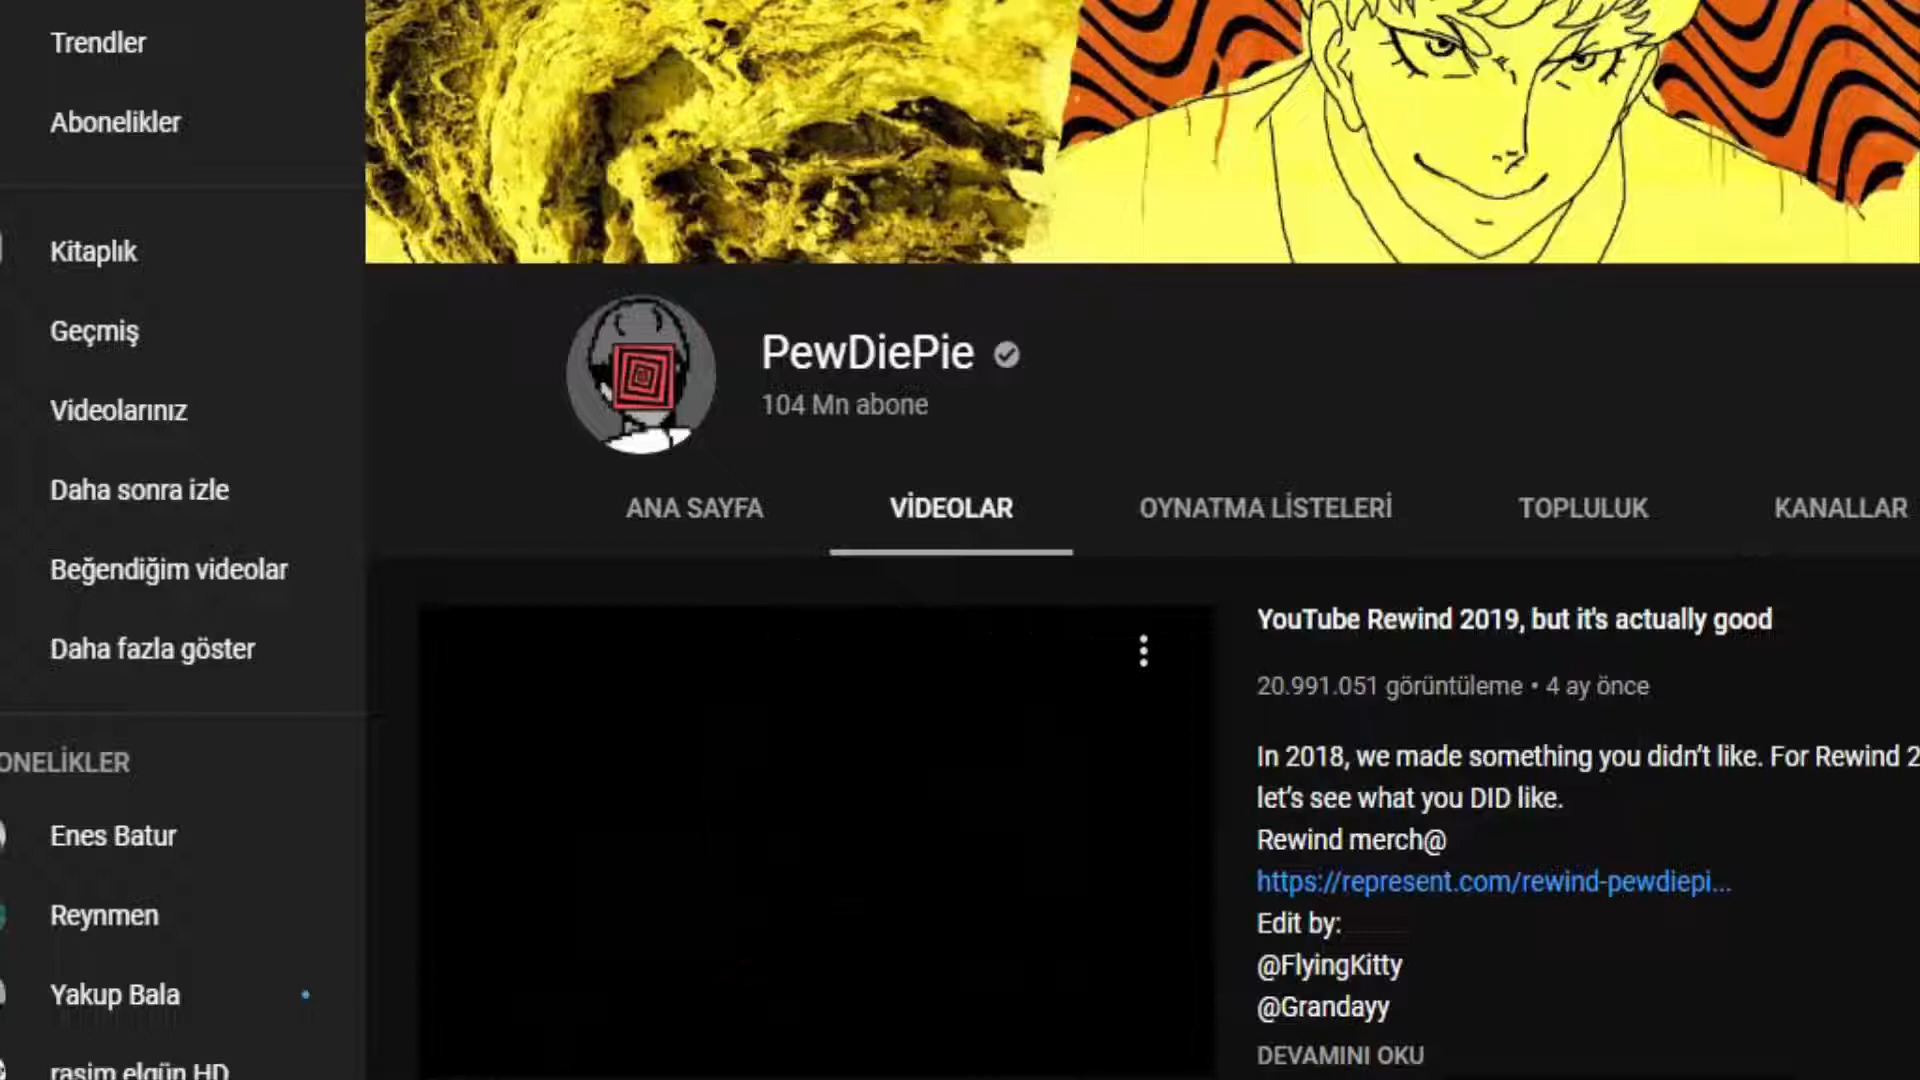 Trendler
Abonelikler
Kitaplık
Geçmiş
Videolarınız
Daha sonra izle
Beğendiğim videolar
Daha fazla göster
ONELİKLER
Enes Batur
Reynmen
Yakup Bala
rasim elgün HD
PewDiePie
104 Mn abone
ANA SAYFA
VİDEOLAR
OYNATMA LİSTELERİ
TOPLULUK
KANALLAR
YouTube Rewind 2019, but it's actually good
20.991.051 görüntüleme • 4 ay önce
In 2018, we made something you didn’t like. For Rewind 2
let’s see what you DID like.
Rewind merch@
https://represent.com/rewind-pewdiepi...
Edit by:
@FlyingKitty
@Grandayy
DEVAMINI OKU